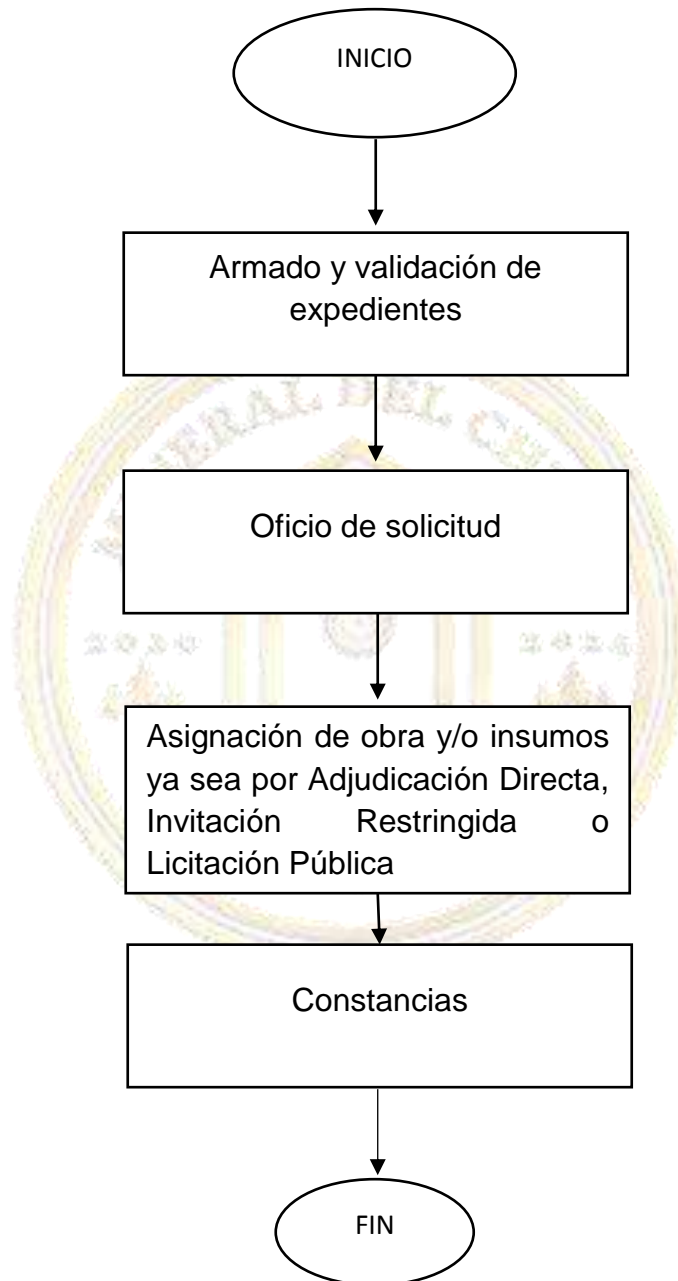 INICIO
Armado y validación de
expedientes
Oficio de solicitud
Asignación de obra y/o insumos
ya sea por Adjudicación Directa,
Invitación Restringida o
Licitación Pública
Constancias
FIN